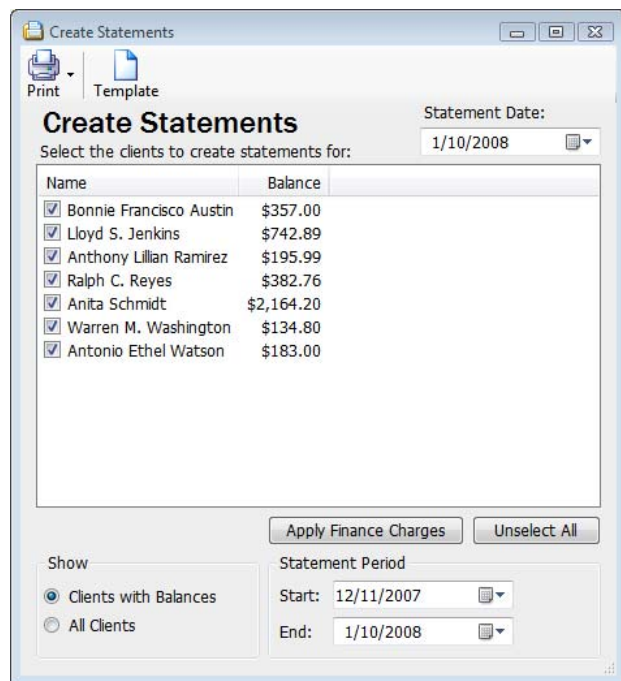 Create Statements
Print Template
Create Statements
Statement Date:
Select the clients to create statements for:
1/10/2008
Name Balance
Bonnie Francisco Austin $357.00
Lloyd S. Jenkins $742.89
Anthony Lillian Ramirez $195.99
Ralph C. Reyes $382.76
Anita Schmidt $2,164.20
Warren M. Washington $134.80
Antonio Ethel Watson $183.00
Apply Finance Charges Unselect All
Show
Clients with Balances
All Clients
Statement Period
Start: 12/11/2007
End: 1/10/2008